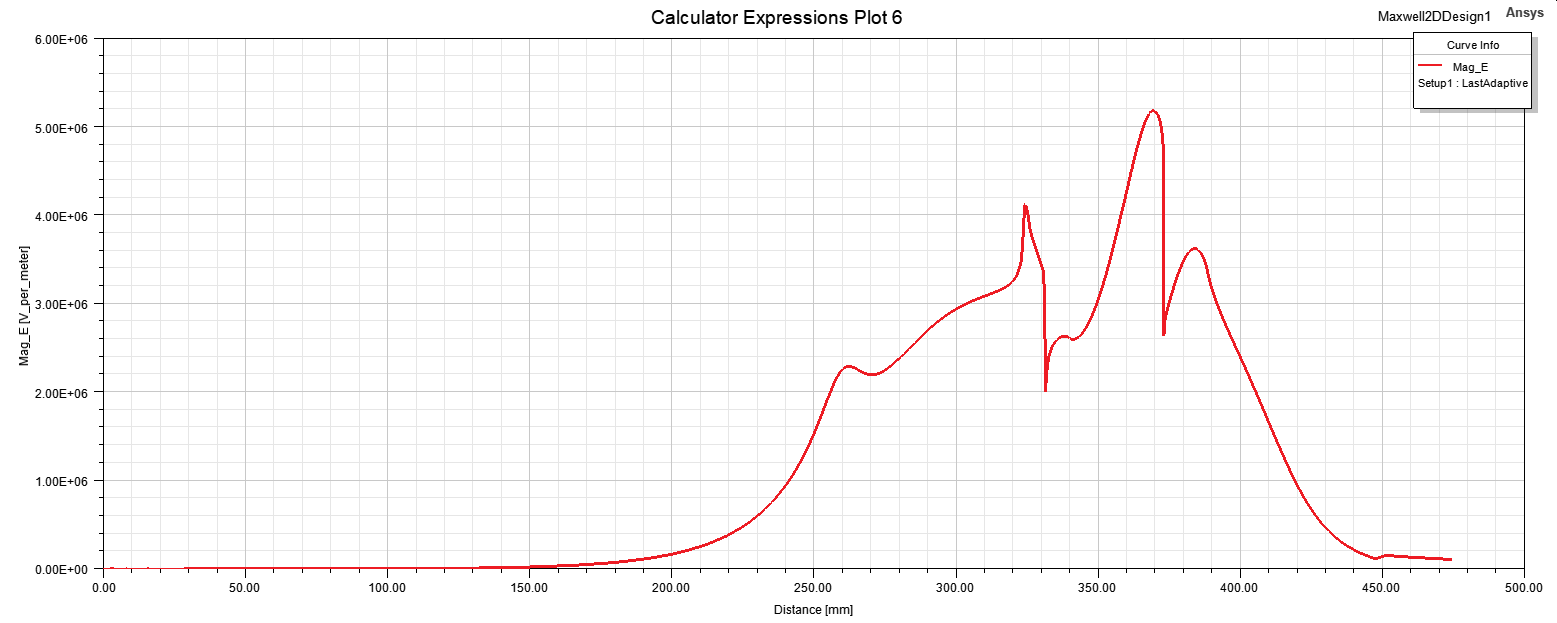 Calculator Expressions Plot 6
Maxwell2DDesign1
Ansys
Curve Info
Mag_E
Setup1 : LastAdaptive
6.00E+06
5.00E+06
4.00E+06
3.00E+06
2.00E+06
1.00E+06
0.00E+00
Mag_E [V_per_meter]
0.00
50.00
100.00
150.00
200.00
250.00
300.00
350.00
400.00
450.00
500.00
Distance [mm]